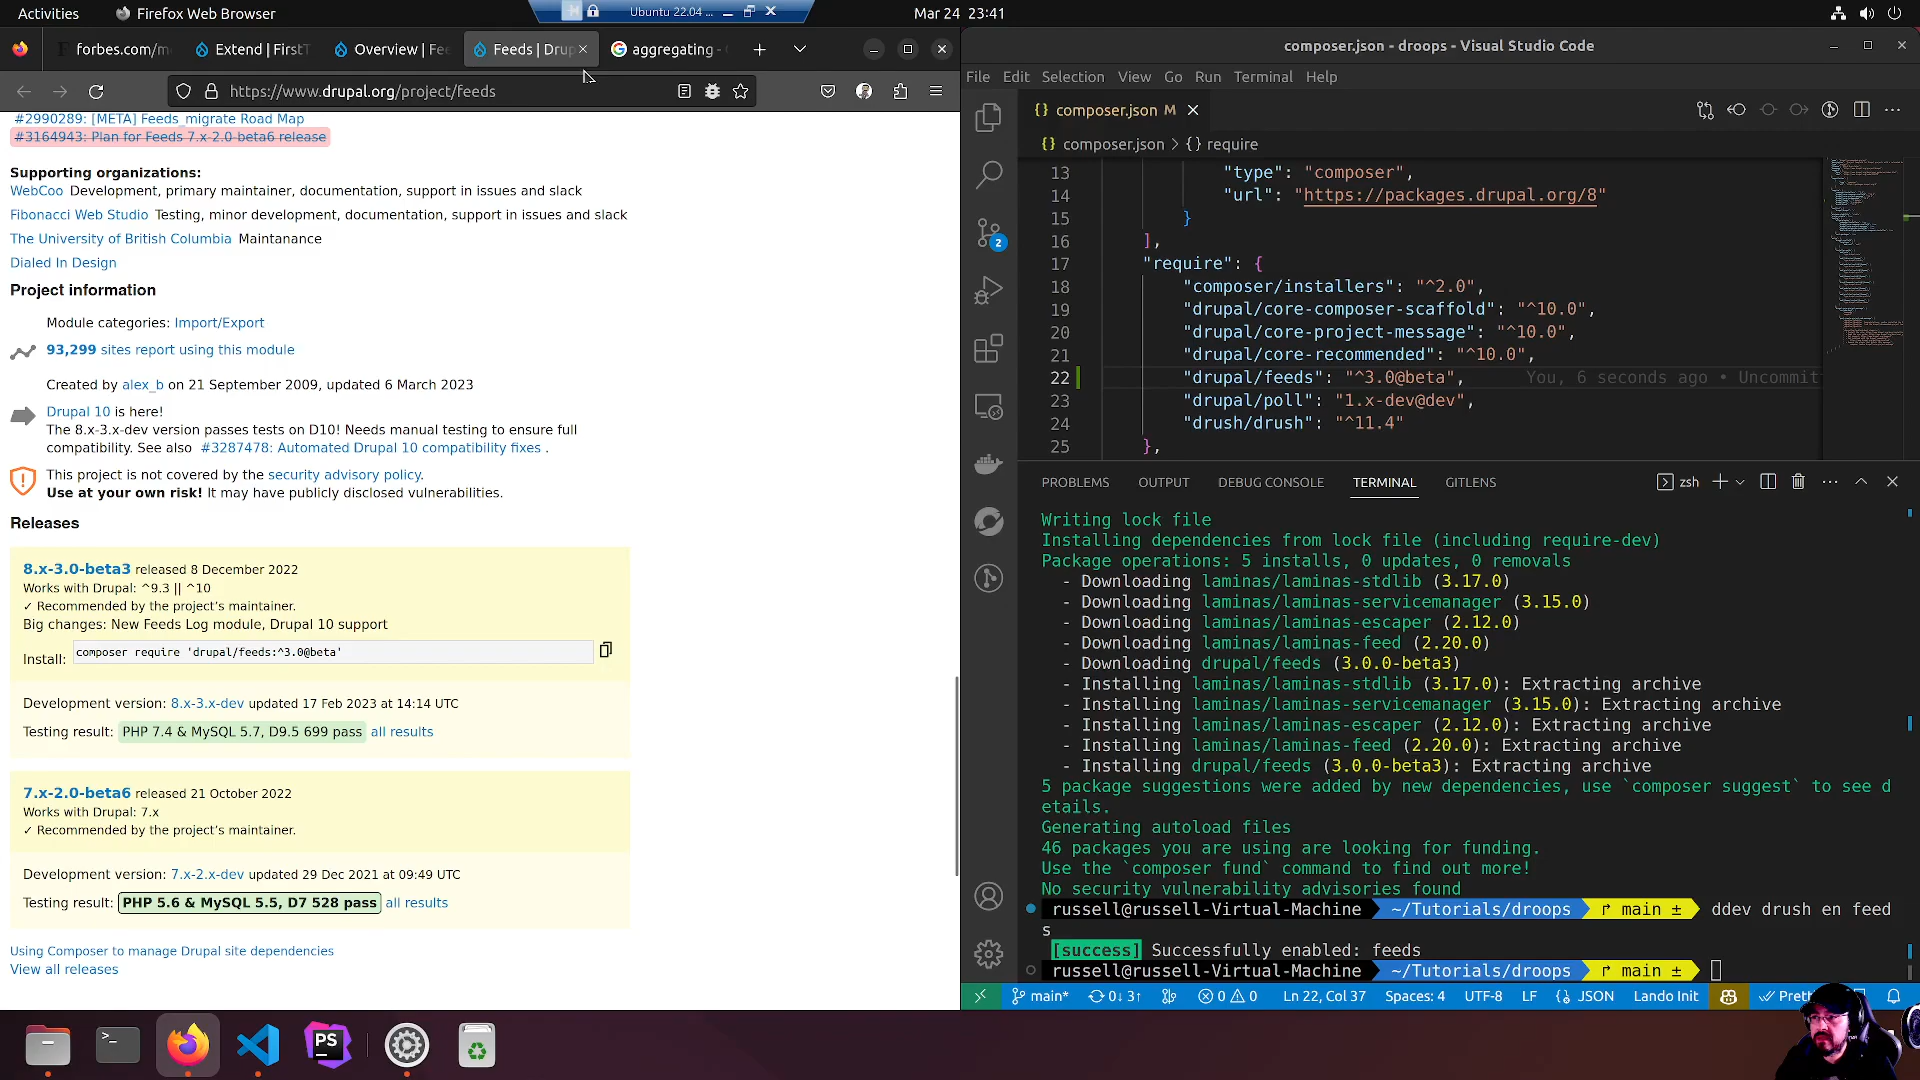 Activities
Firefox Web Browser
Ubuntu 22.04 ...
Mar 24 23:41
forbes.com/m
Extend | FirstT
Overview | Fee
Feeds | Drup
aggregating -
https://www.drupal.org/project/feeds
#2990289: [META] Feeds_migrate Road Map
#3164943: Plan for Feeds 7.x-2.0-beta6 release
Supporting organizations:
WebCoo Development, primary maintainer, documentation, support in issues and slack
Fibonacci Web Studio Testing, minor development, documentation, support in issues and slack
The University of British Columbia Maintanance
Dialed In Design
Project information
Module categories: Import/Export
93,299 sites report using this module
Created by alex_b on 21 September 2009, updated 6 March 2023
Drupal 10 is here!
The 8.x-3.x-dev version passes tests on D10! Needs manual testing to ensure full
compatibility. See also #3287478: Automated Drupal 10 compatibility fixes .
This project is not covered by the security advisory policy.
Use at your own risk! It may have publicly disclosed vulnerabilities.
Releases
8.x-3.0-beta3 released 8 December 2022
Works with Drupal: ^9.3 || ^10
✓ Recommended by the project's maintainer.
Big changes: New Feeds Log module, Drupal 10 support
Install: composer require 'drupal/feeds:^3.0@beta'
Development version: 8.x-3.x-dev updated 17 Feb 2023 at 14:14 UTC
Testing result: PHP 7.4 & MySQL 5.7, D9.5 699 pass all results
7.x-2.0-beta6 released 21 October 2022
Works with Drupal: 7.x
✓ Recommended by the project's maintainer.
Development version: 7.x-2.x-dev updated 29 Dec 2021 at 09:49 UTC
Testing result: PHP 5.6 & MySQL 5.5, D7 528 pass all results
Using Composer to manage Drupal site dependencies
View all releases
composer.json - droops - Visual Studio Code
File Edit Selection View Go Run Terminal Help
{} composer.json M
{} composer.json > {} require
13 "type": "composer",
14 "url": "https://packages.drupal.org/8"
15 }
16 ],
17 "require": {
18 "composer/installers": "^2.0",
19 "drupal/core-composer-scaffold": "^10.0",
20 "drupal/core-project-message": "^10.0",
21 "drupal/core-recommended": "^10.0",
22 "drupal/feeds": "^3.0@beta", You, 6 seconds ago • Uncommit
23 "drupal/poll": "1.x-dev@dev",
24 "drush/drush": "^11.4"
25 },
2
PROBLEMS OUTPUT DEBUG CONSOLE TERMINAL GITLENS
zsh
Writing lock file
Installing dependencies from lock file (including require-dev)
Package operations: 5 installs, 0 updates, 0 removals
- Downloading laminas/laminas-stdlib (3.17.0)
- Downloading laminas/laminas-servicemanager (3.15.0)
- Downloading laminas/laminas-escaper (2.12.0)
- Downloading laminas/laminas-feed (2.20.0)
- Downloading drupal/feeds (3.0.0-beta3)
- Installing laminas/laminas-stdlib (3.17.0): Extracting archive
- Installing laminas/laminas-servicemanager (3.15.0): Extracting archive
- Installing laminas/laminas-escaper (2.12.0): Extracting archive
- Installing laminas/laminas-feed (2.20.0): Extracting archive
- Installing drupal/feeds (3.0.0-beta3): Extracting archive
5 package suggestions were added by new dependencies, use `composer suggest` to see d
etails.
Generating autoload files
46 packages you are using are looking for funding.
Use the `composer fund` command to find out more!
No security vulnerability advisories found
russell@russell-Virtual-Machine ~/Tutorials/droops main ± ddev drush en feed
s
[success] Successfully enabled: feeds
russell@russell-Virtual-Machine ~/Tutorials/droops main ±
main* 0↓ 3↑ 0 0 Ln 22, Col 37 Spaces: 4 UTF-8 LF {} JSON Lando Init Prett
PS